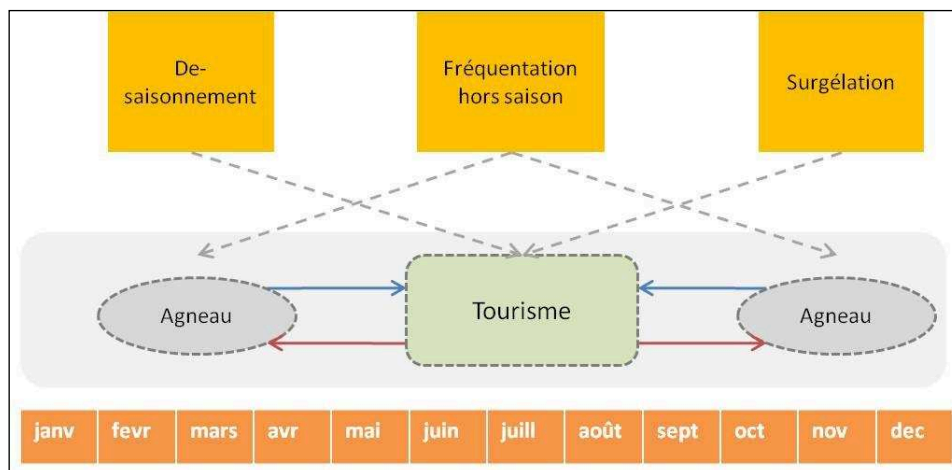 De-
saisonnement
Fréquentation
hors saison
Surgélation
Agneau
Tourisme
Agneau
janv fevr mars avr mai juin juill août sept oct nov dec